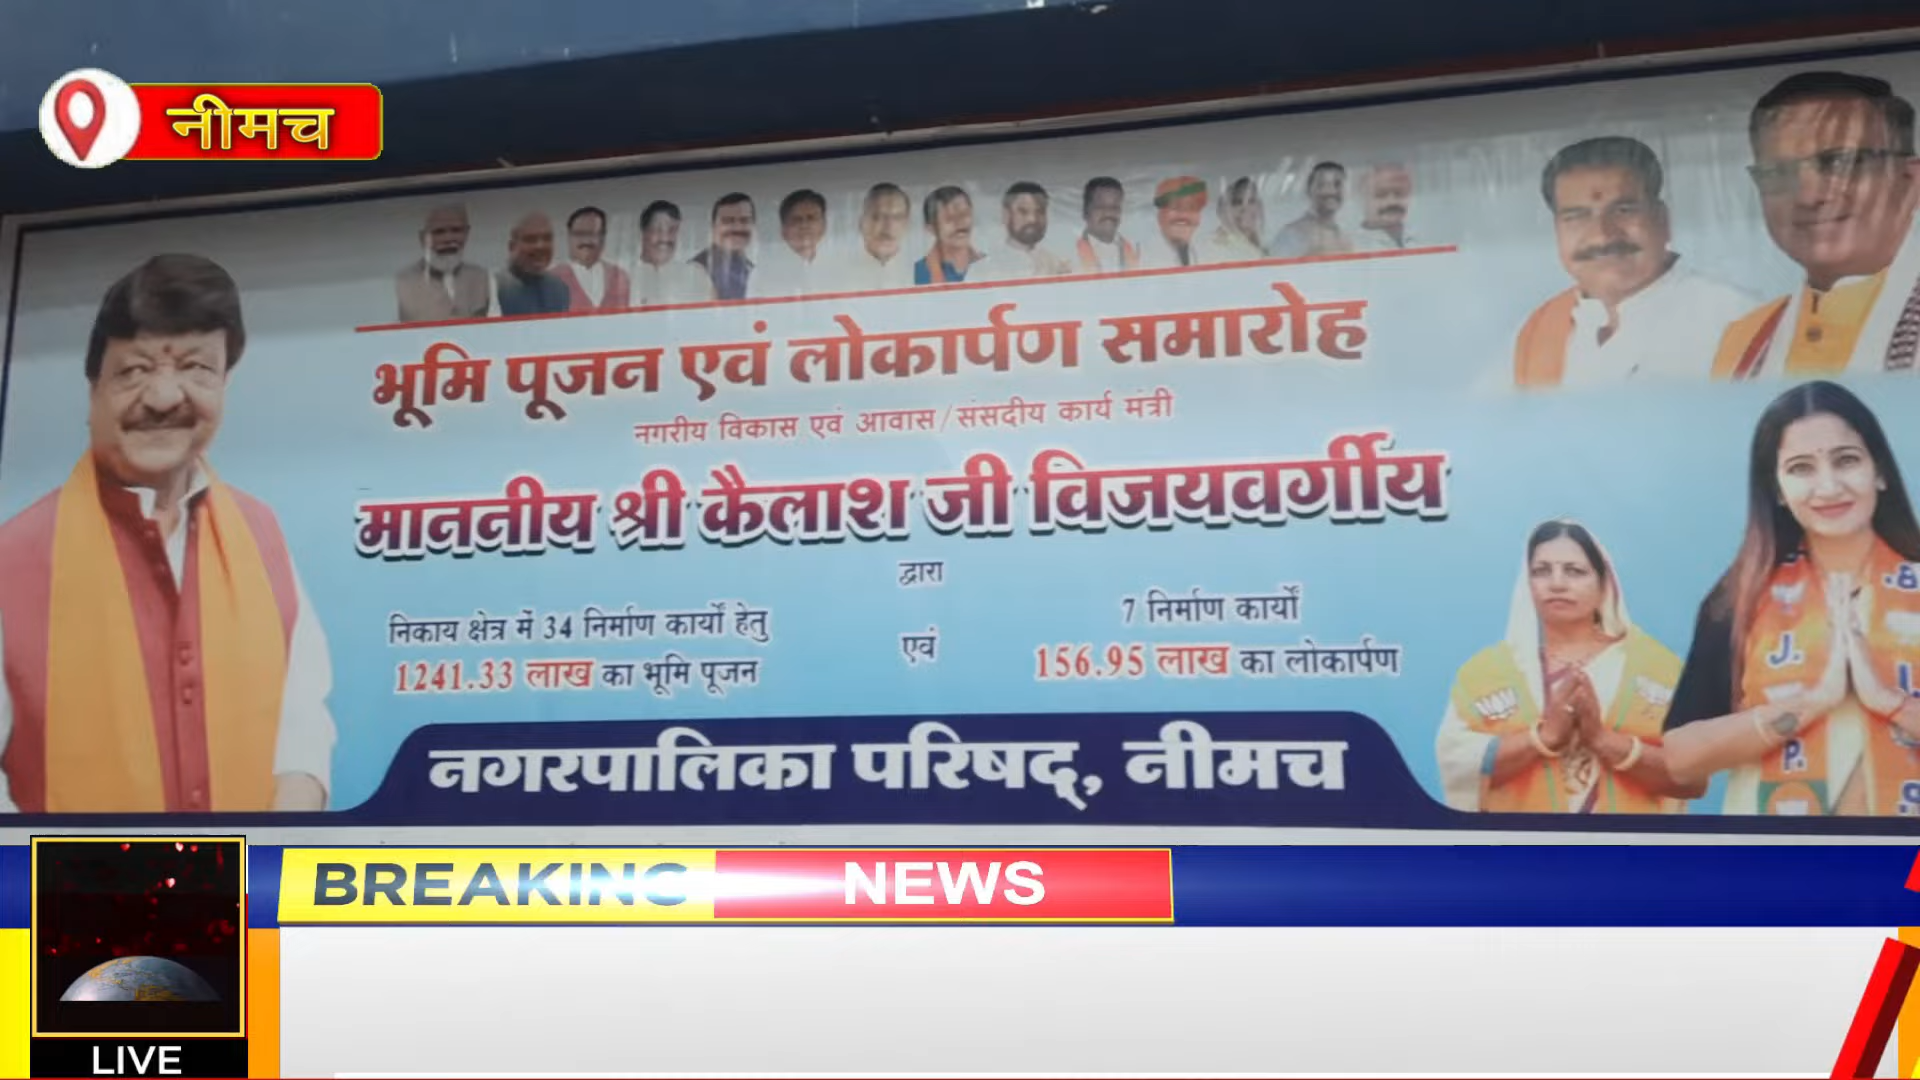 नीमच
भूमि पूजन एवं लोकार्पण समारोह
नगरीय विकास एवं आवास/संसदीय कार्य मंत्री
माननीय श्री कैलाश जी विजयवर्गीय
द्वारा
निकाय क्षेत्र में 34 निर्माण कार्यों हेतु
1241.33 लाख का भूमि पूजन
एवं
7 निर्माण कार्यों
156.95 लाख का लोकार्पण
नगरपालिका परिषद्, नीमच
J.
P.
BREAKING NEWS
LIVE